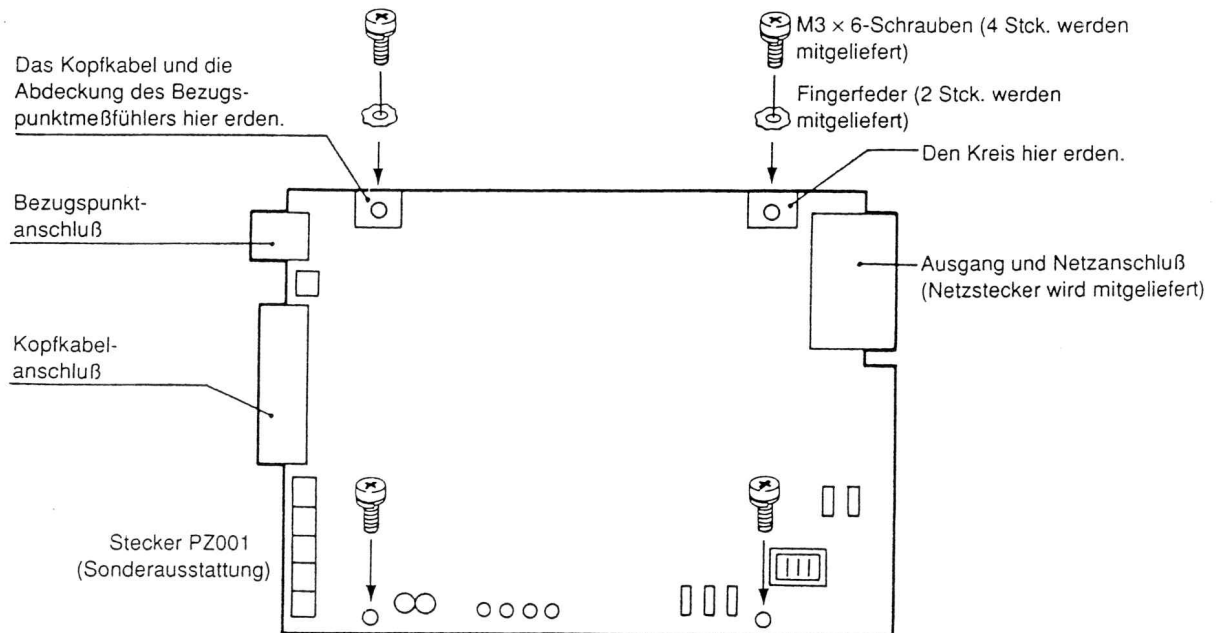 M3 × 6-Schrauben (4 Stck. werden
mitgeliefert)
Das Kopfkabel und die
Abdeckung des Bezugs-
punktmeßfühlers hier erden.
Fingerfeder (2 Stck. werden
mitgeliefert)
Den Kreis hier erden.
Bezugspunkt-
anschluß
Ausgang und Netzanschluß
(Netzstecker wird mitgeliefert)
Kopfkabel-
anschluß
Stecker PZ001
(Sonderausstattung)